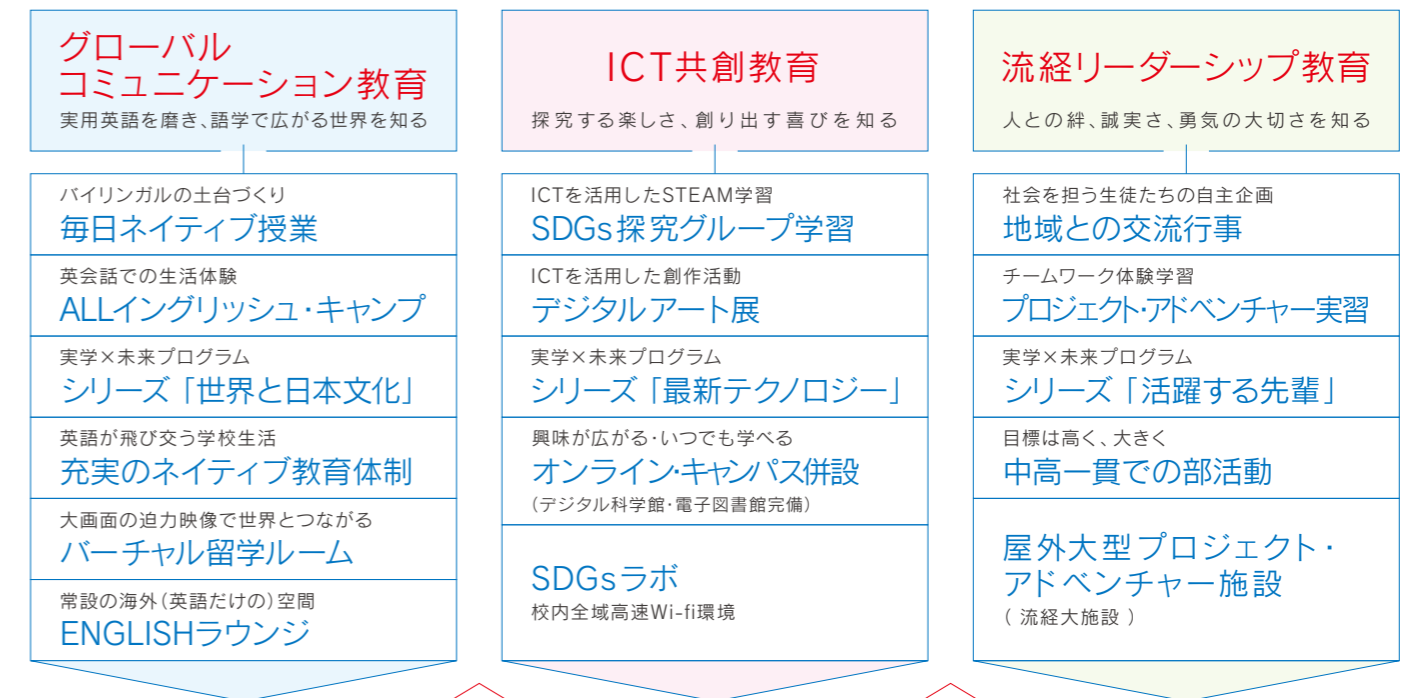 グローバル
コミュニケーション教育
実用英語を磨き、語学で広がる世界を知る
バイリンガルの土台づくり
毎日ネイティブ授業
英会話での生活体験
ALLイングリッシュ・キャンプ
実学×未来プログラム
シリーズ「世界と日本文化」
英語が飛び交う学校生活
充実のネイティブ教育体制
大画面の迫力映像で世界とつながる
バーチャル留学ルーム
常設の海外(英語だけの)空間
ENGLISHラウンジ
ICT共創教育
探究する楽しさ、創り出す喜びを知る
ICTを活用したSTEAM学習
SDGs探究グループ学習
ICTを活用した創作活動
デジタルアート展
実学×未来プログラム
シリーズ「最新テクノロジー」
興味が広がる・いつでも学べる
オンライン・キャンパス併設
(デジタル科学館・電子図書館完備)
SDGsラボ
校内全域高速Wi-fi環境
流経リーダーシップ教育
人との絆、誠実さ、勇気の大切さを知る
社会を担う生徒たちの自主企画
地域との交流行事
チームワーク体験学習
プロジェクト・アドベンチャー実習
実学×未来プログラム
シリーズ「活躍する先輩」
目標は高く、大きく
中高一貫での部活動
屋外大型プロジェクト・
アドベンチャー施設
( 流経大施設 )